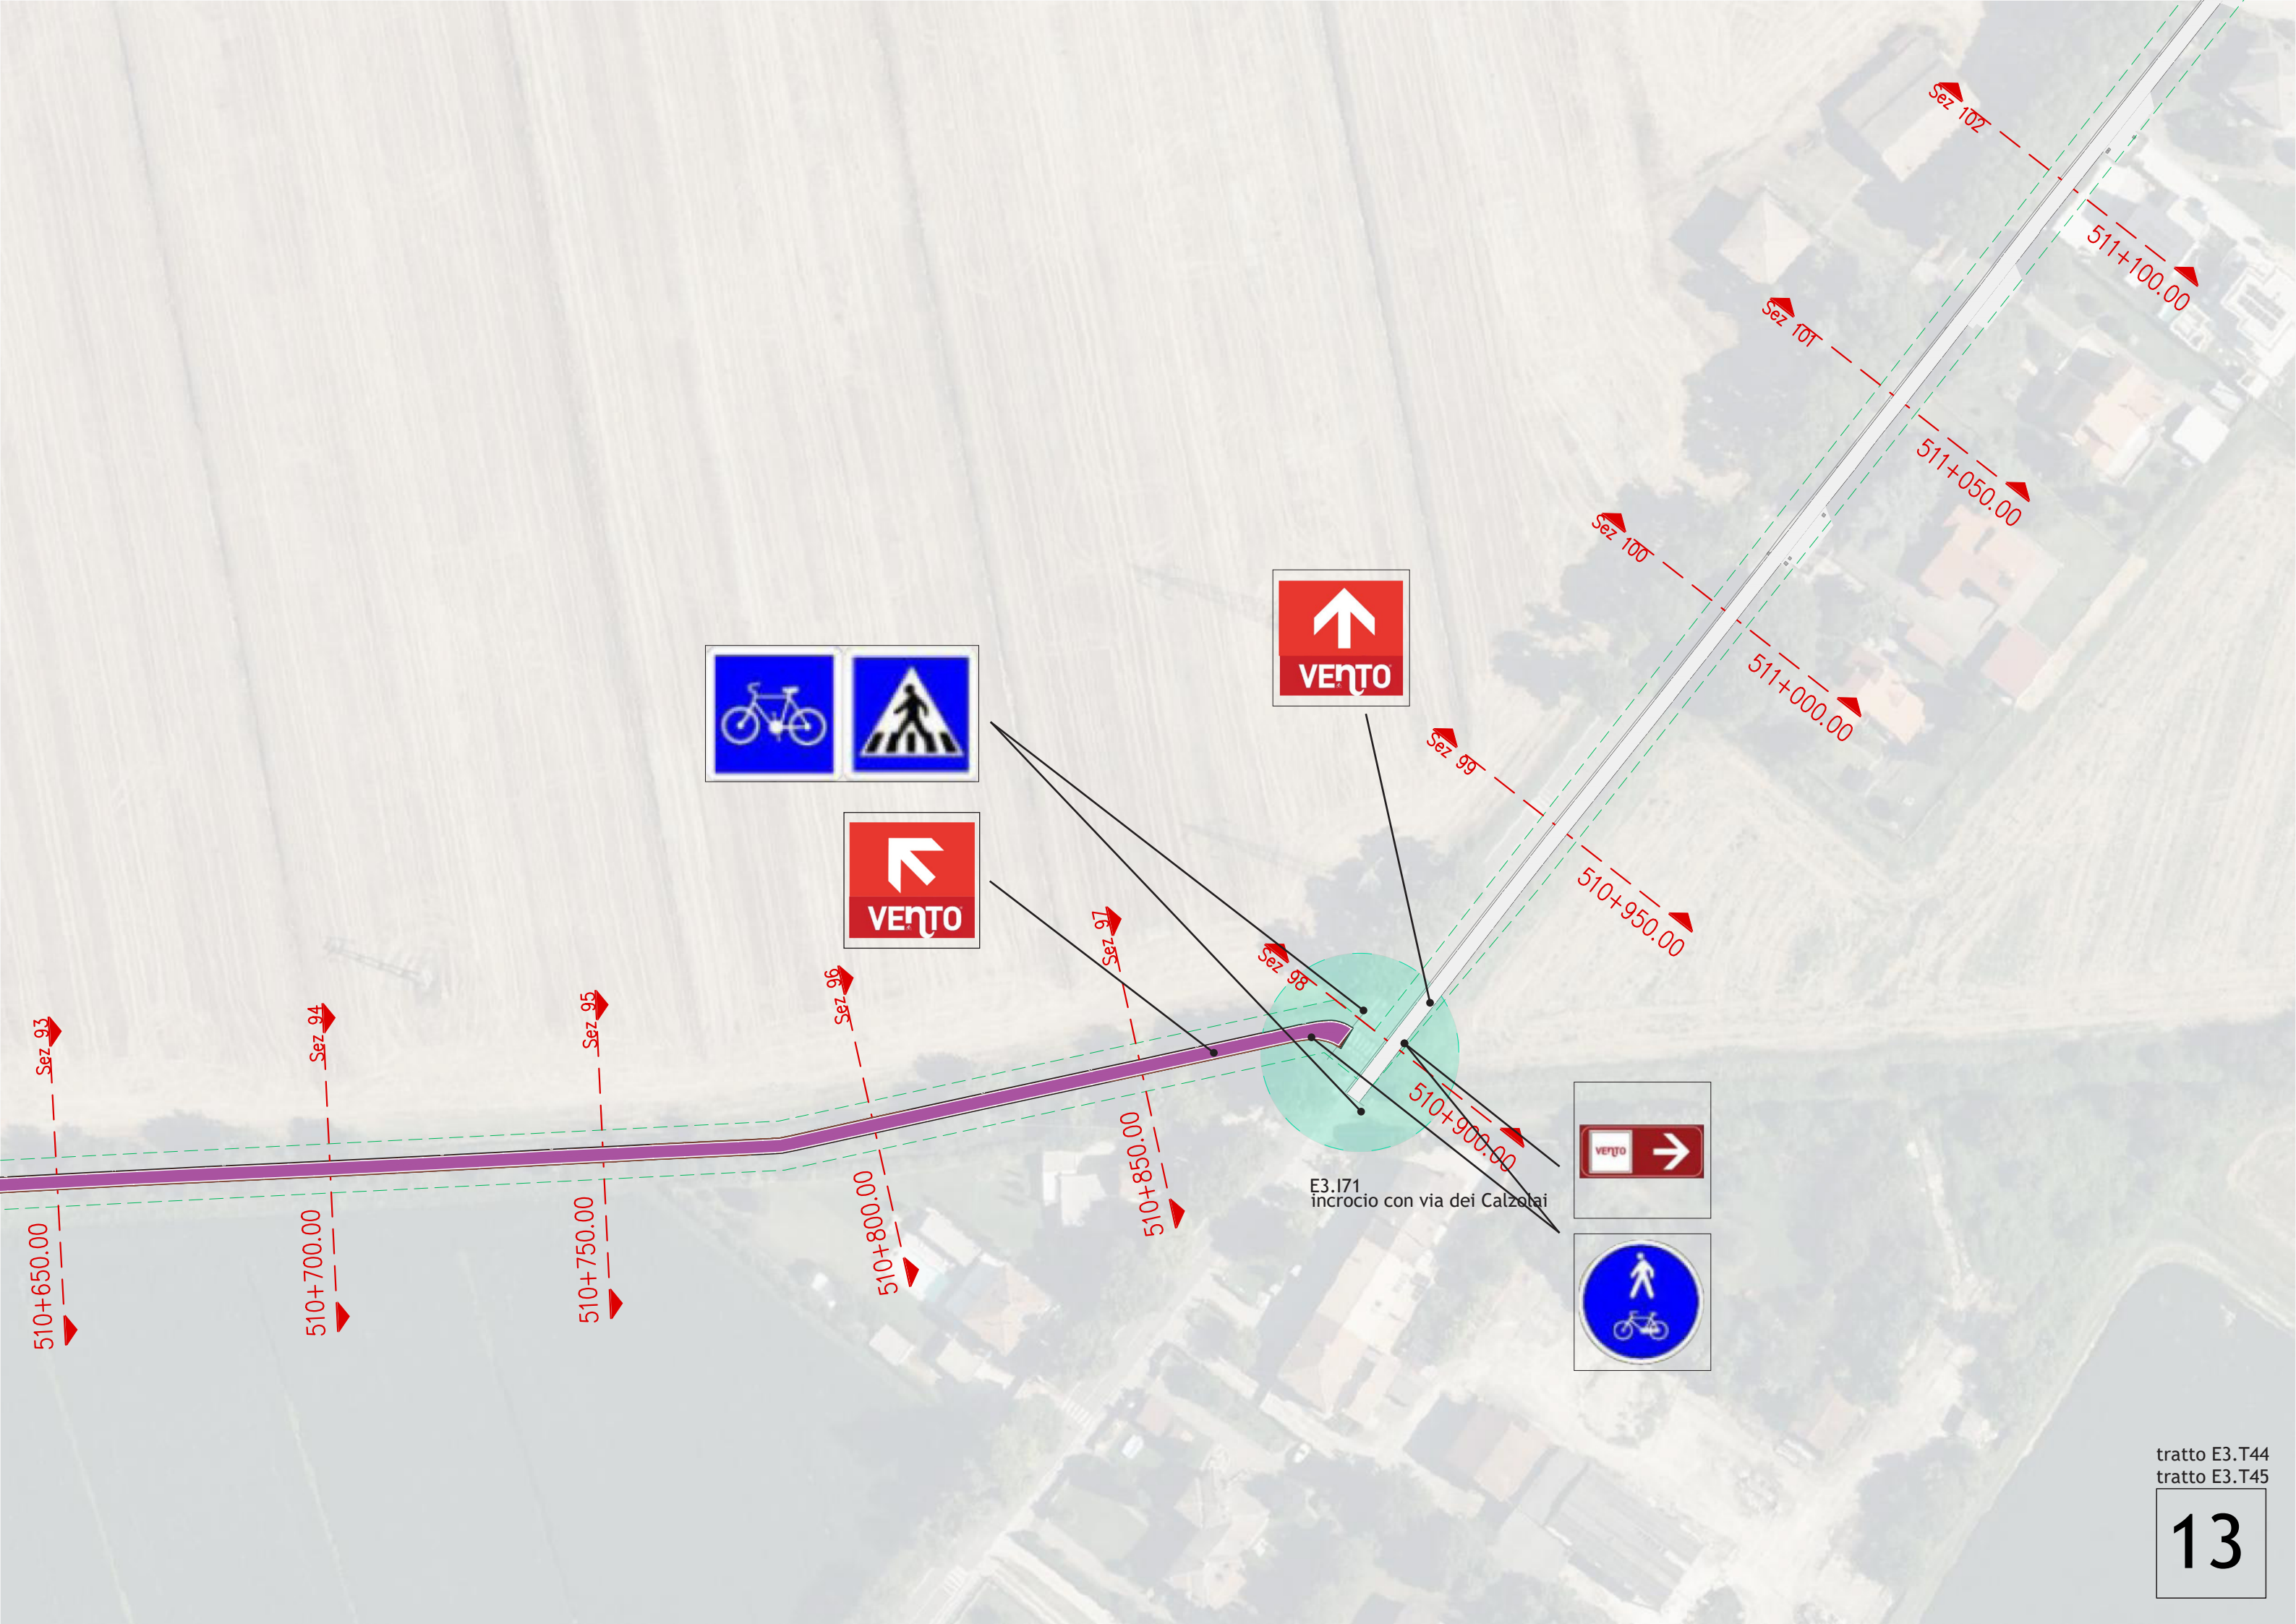 Sez 102
511+100.00
Sez 101
511+050.00
Sez 100
511+000.00
Sez 99
510+950.00
VENTO
VENTO
Sez 98
510+900.00
Sez 97
510+850.00
Sez 96
510+800.00
Sez 95
510+750.00
Sez 94
510+700.00
Sez 93
510+650.00
VENTO
E3.I71
incrocio con via dei Calzolai
tratto E3.T44
tratto E3.T45
13